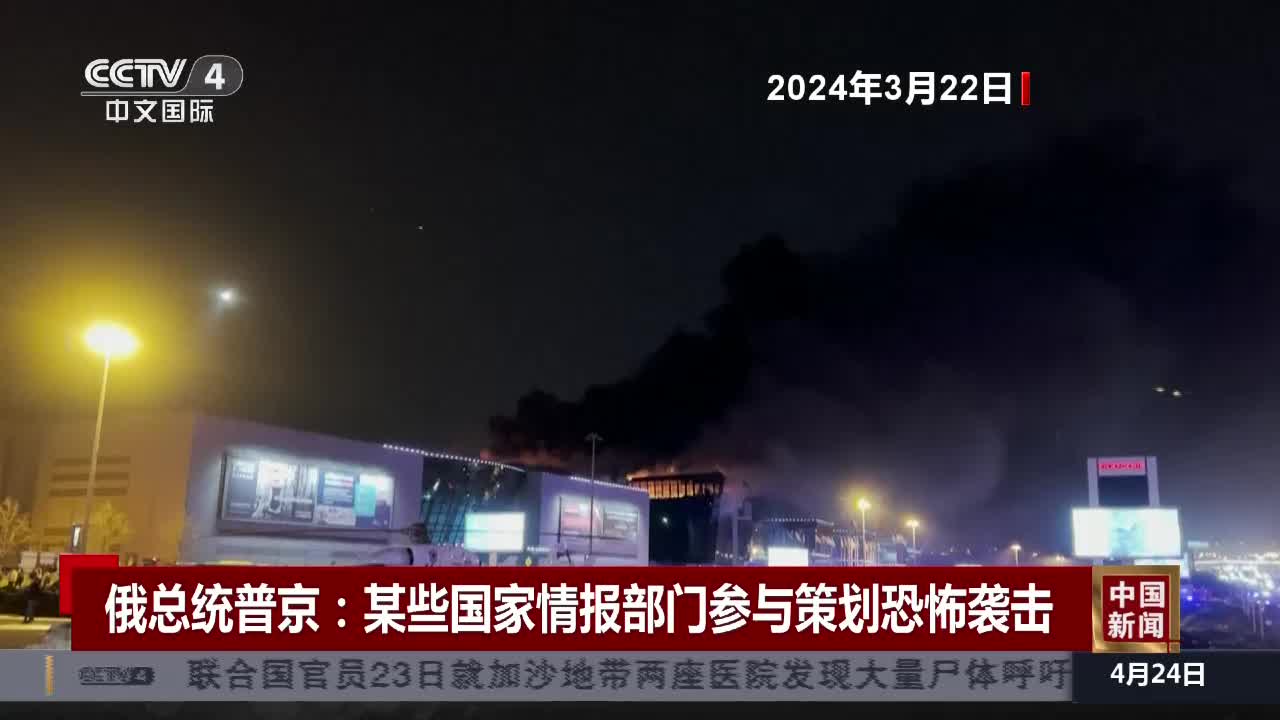 CCTV 4
中文国际
2024年3月22日
俄总统普京：某些国家情报部门参与策划恐怖袭击
中国
新闻
CCTV 4
联合国官员23日就加沙地带两座医院发现大量尸体呼吁
4月24日